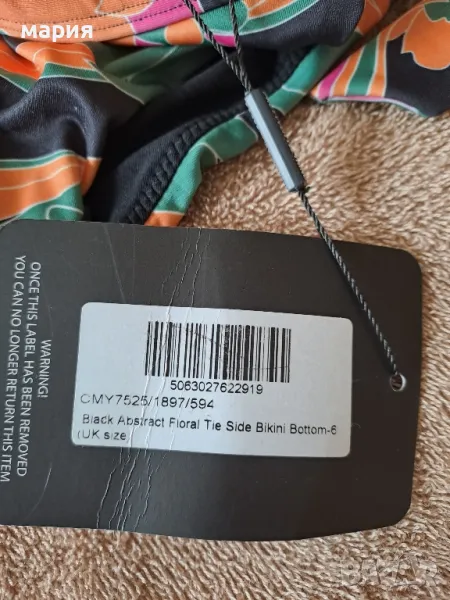 мария
WARNING!
ONCE THIS LABEL HAS BEEN REMOVED
YOU CAN NO LONGER RETURN THIS ITEM
5063027622919
CMY7525/1897/594
Black Abstract Floral Tie Side Bikini Bottom-6
(UK size